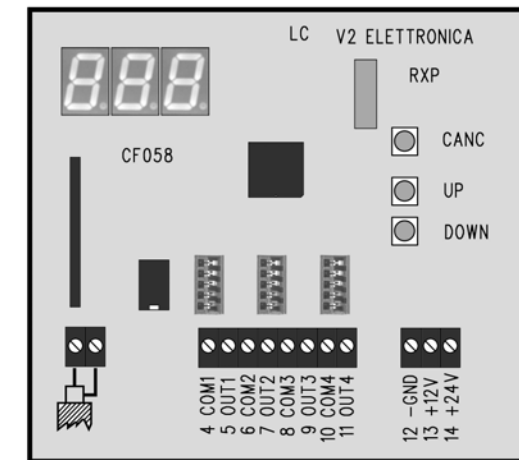 LC V2 ELETTRONICA
888
RXP
CF058
CANC
UP
DOWN
4 COM1
5 OUT1
6 COM2
7 OUT2
8 COM3
9 OUT3
10 COM4
11 OUT4
12 -GND
13 +12V
14 +24V